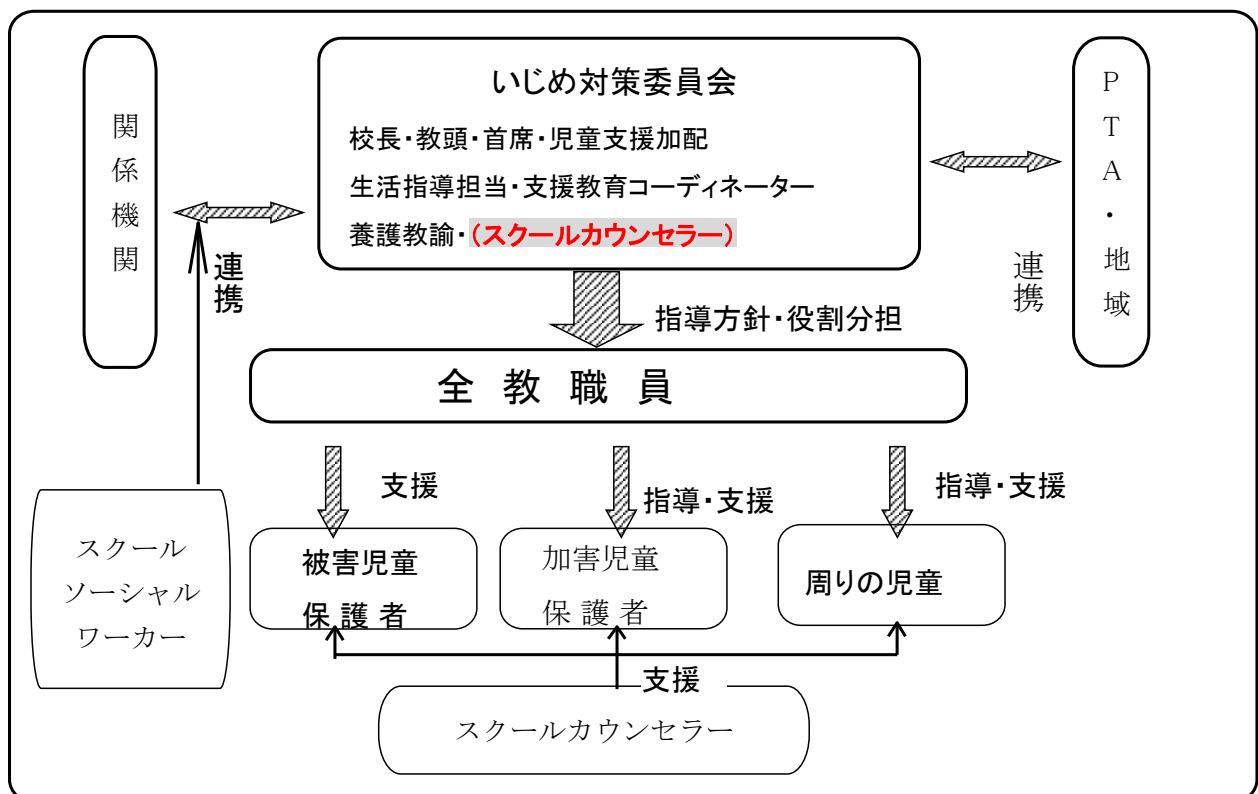 いじめ対策委員会
校長・教頭・首席・児童支援加配
生活指導担当・支援教育コーディネーター
養護教諭・(スクールカウンセラー)
関係機関
連携
PTA・地域
連携
指導方針・役割分担
全教職員
支援
指導・支援
指導・支援
スクール
ソーシャル
ワーカー
被害児童
保護者
加害児童
保護者
周りの児童
支援
スクールカウンセラー